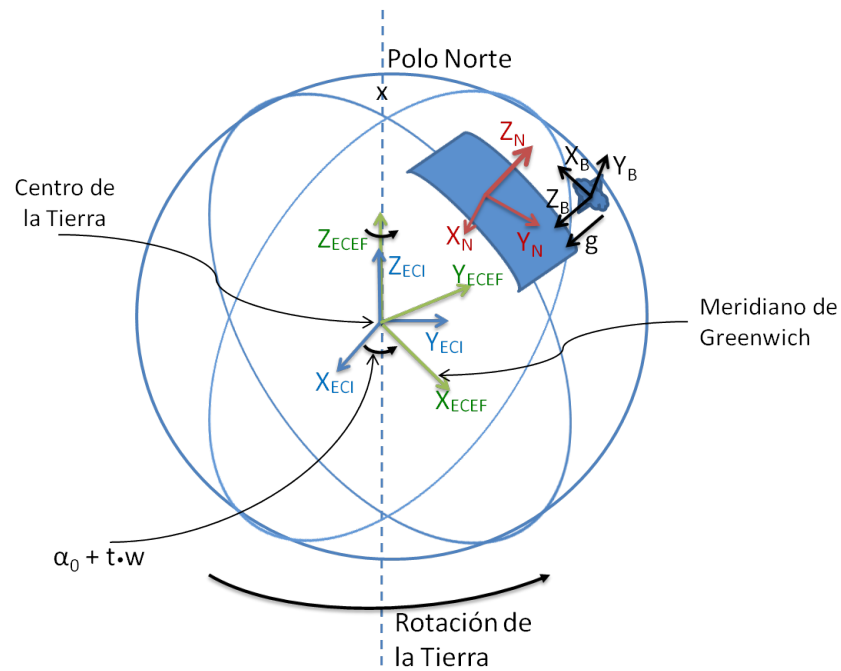 Polo Norte
x
Z_N
X_B
Y_B
Centro de
la Tierra
Z_B
X_N
Y_N
g
Z_ECEF
Z_ECI
Y_ECEF
Meridiano de
Greenwich
Y_ECI
X_ECI
X_ECEF
α₀ + t•w
Rotación de
la Tierra